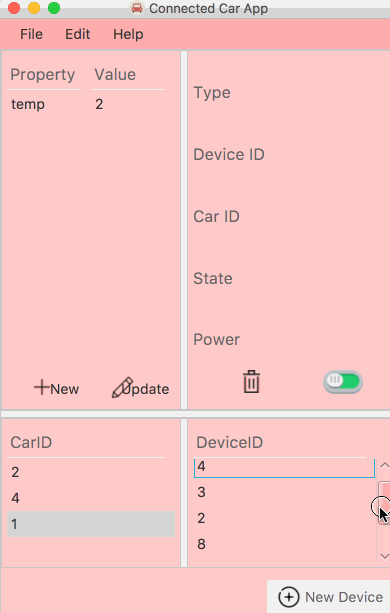 Connected Car App
File Edit Help
Property Value
temp 2
Type
Device ID
Car ID
State
Power
New Update
CarID
2
4
1
DeviceID
4
3
2
8
New Device